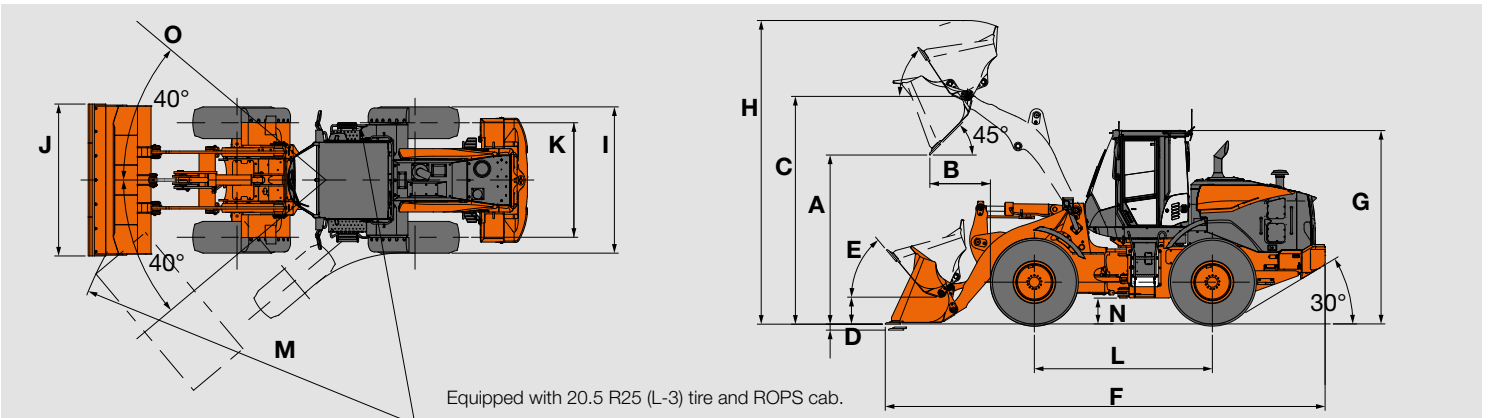 O
40°
J
K
I
40°
M
H
C
45°
B
A
G
E
30°
N
D
L
F
Equipped with 20.5 R25 (L-3) tire and ROPS cab.